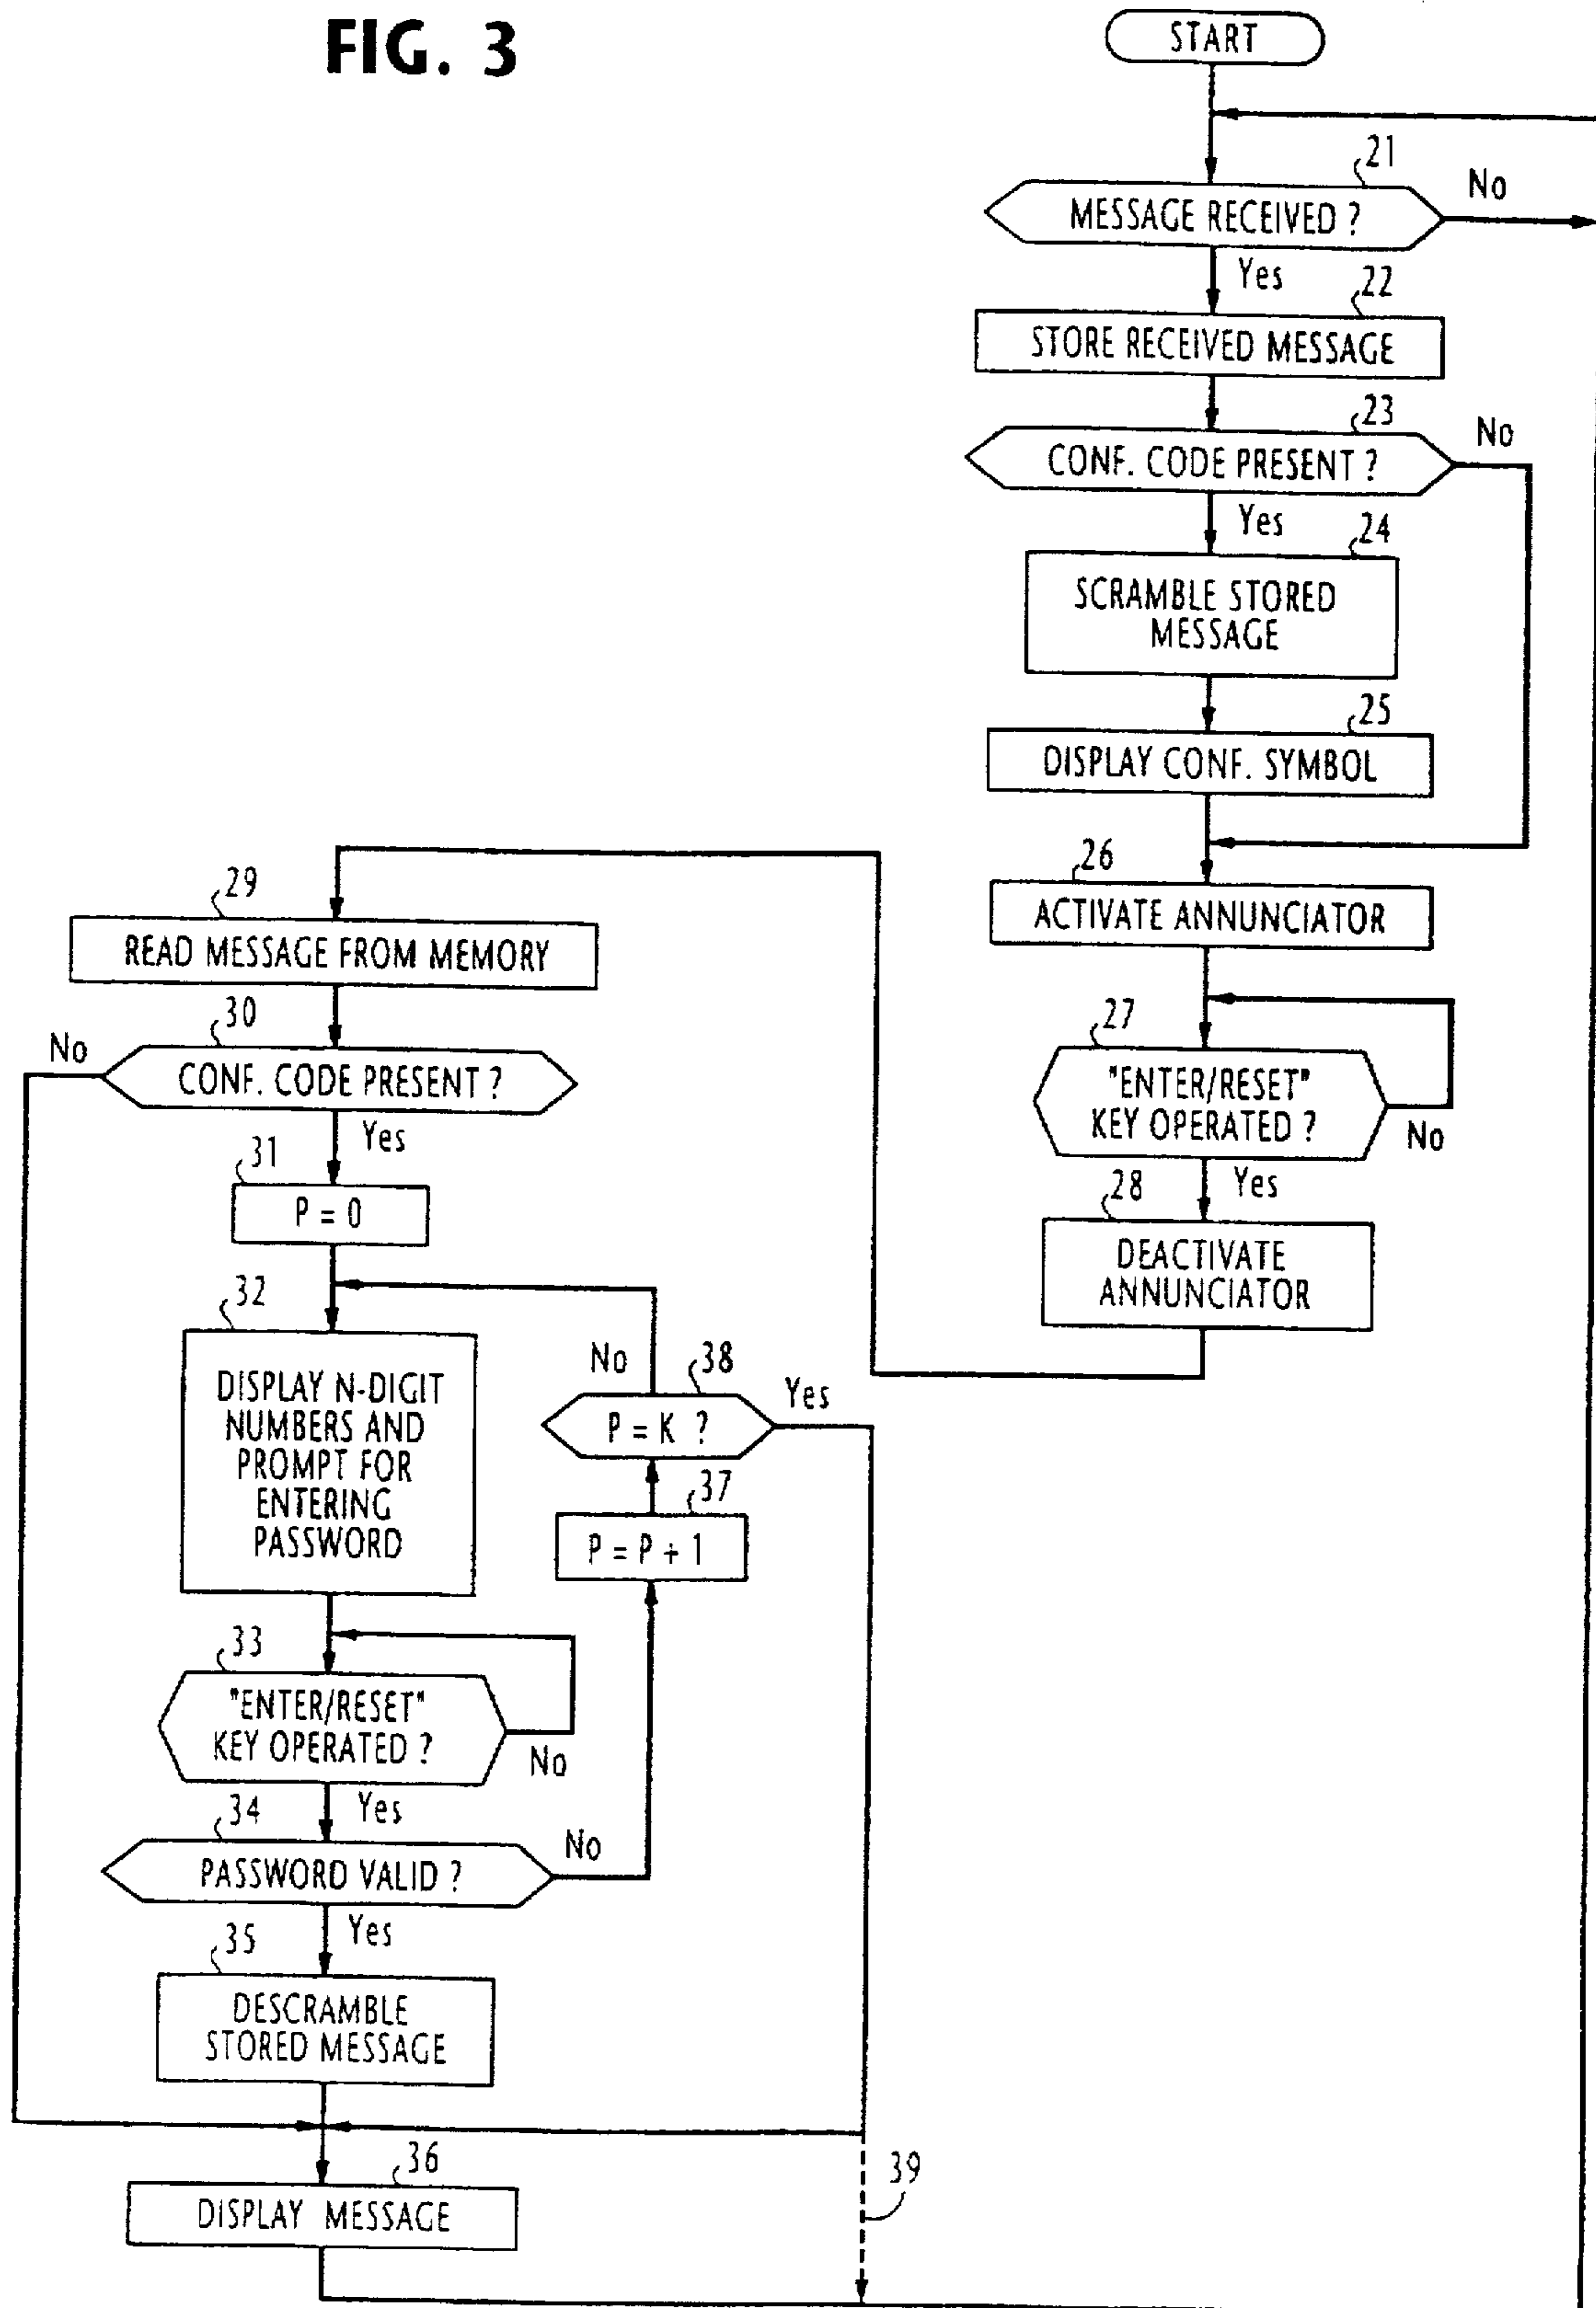 FIG. 3
START
21
MESSAGE RECEIVED ?
No
Yes
22
STORE RECEIVED MESSAGE
23
CONF. CODE PRESENT ?
No
Yes
24
SCRAMBLE STORED
MESSAGE
25
DISPLAY CONF. SYMBOL
26
ACTIVATE ANNUNCIATOR
27
"ENTER/RESET"
KEY OPERATED ?
No
Yes
28
DEACTIVATE
ANNUNCIATOR
29
READ MESSAGE FROM MEMORY
30
No
CONF. CODE PRESENT ?
Yes
31
P = 0
32
DISPLAY N-DIGIT
NUMBERS AND
PROMPT FOR
ENTERING
PASSWORD
No
38
Yes
P = K ?
37
P = P + 1
33
"ENTER/RESET"
KEY OPERATED ?
No
Yes
34
No
PASSWORD VALID ?
Yes
35
DESCRAMBLE
STORED MESSAGE
36
DISPLAY MESSAGE
39